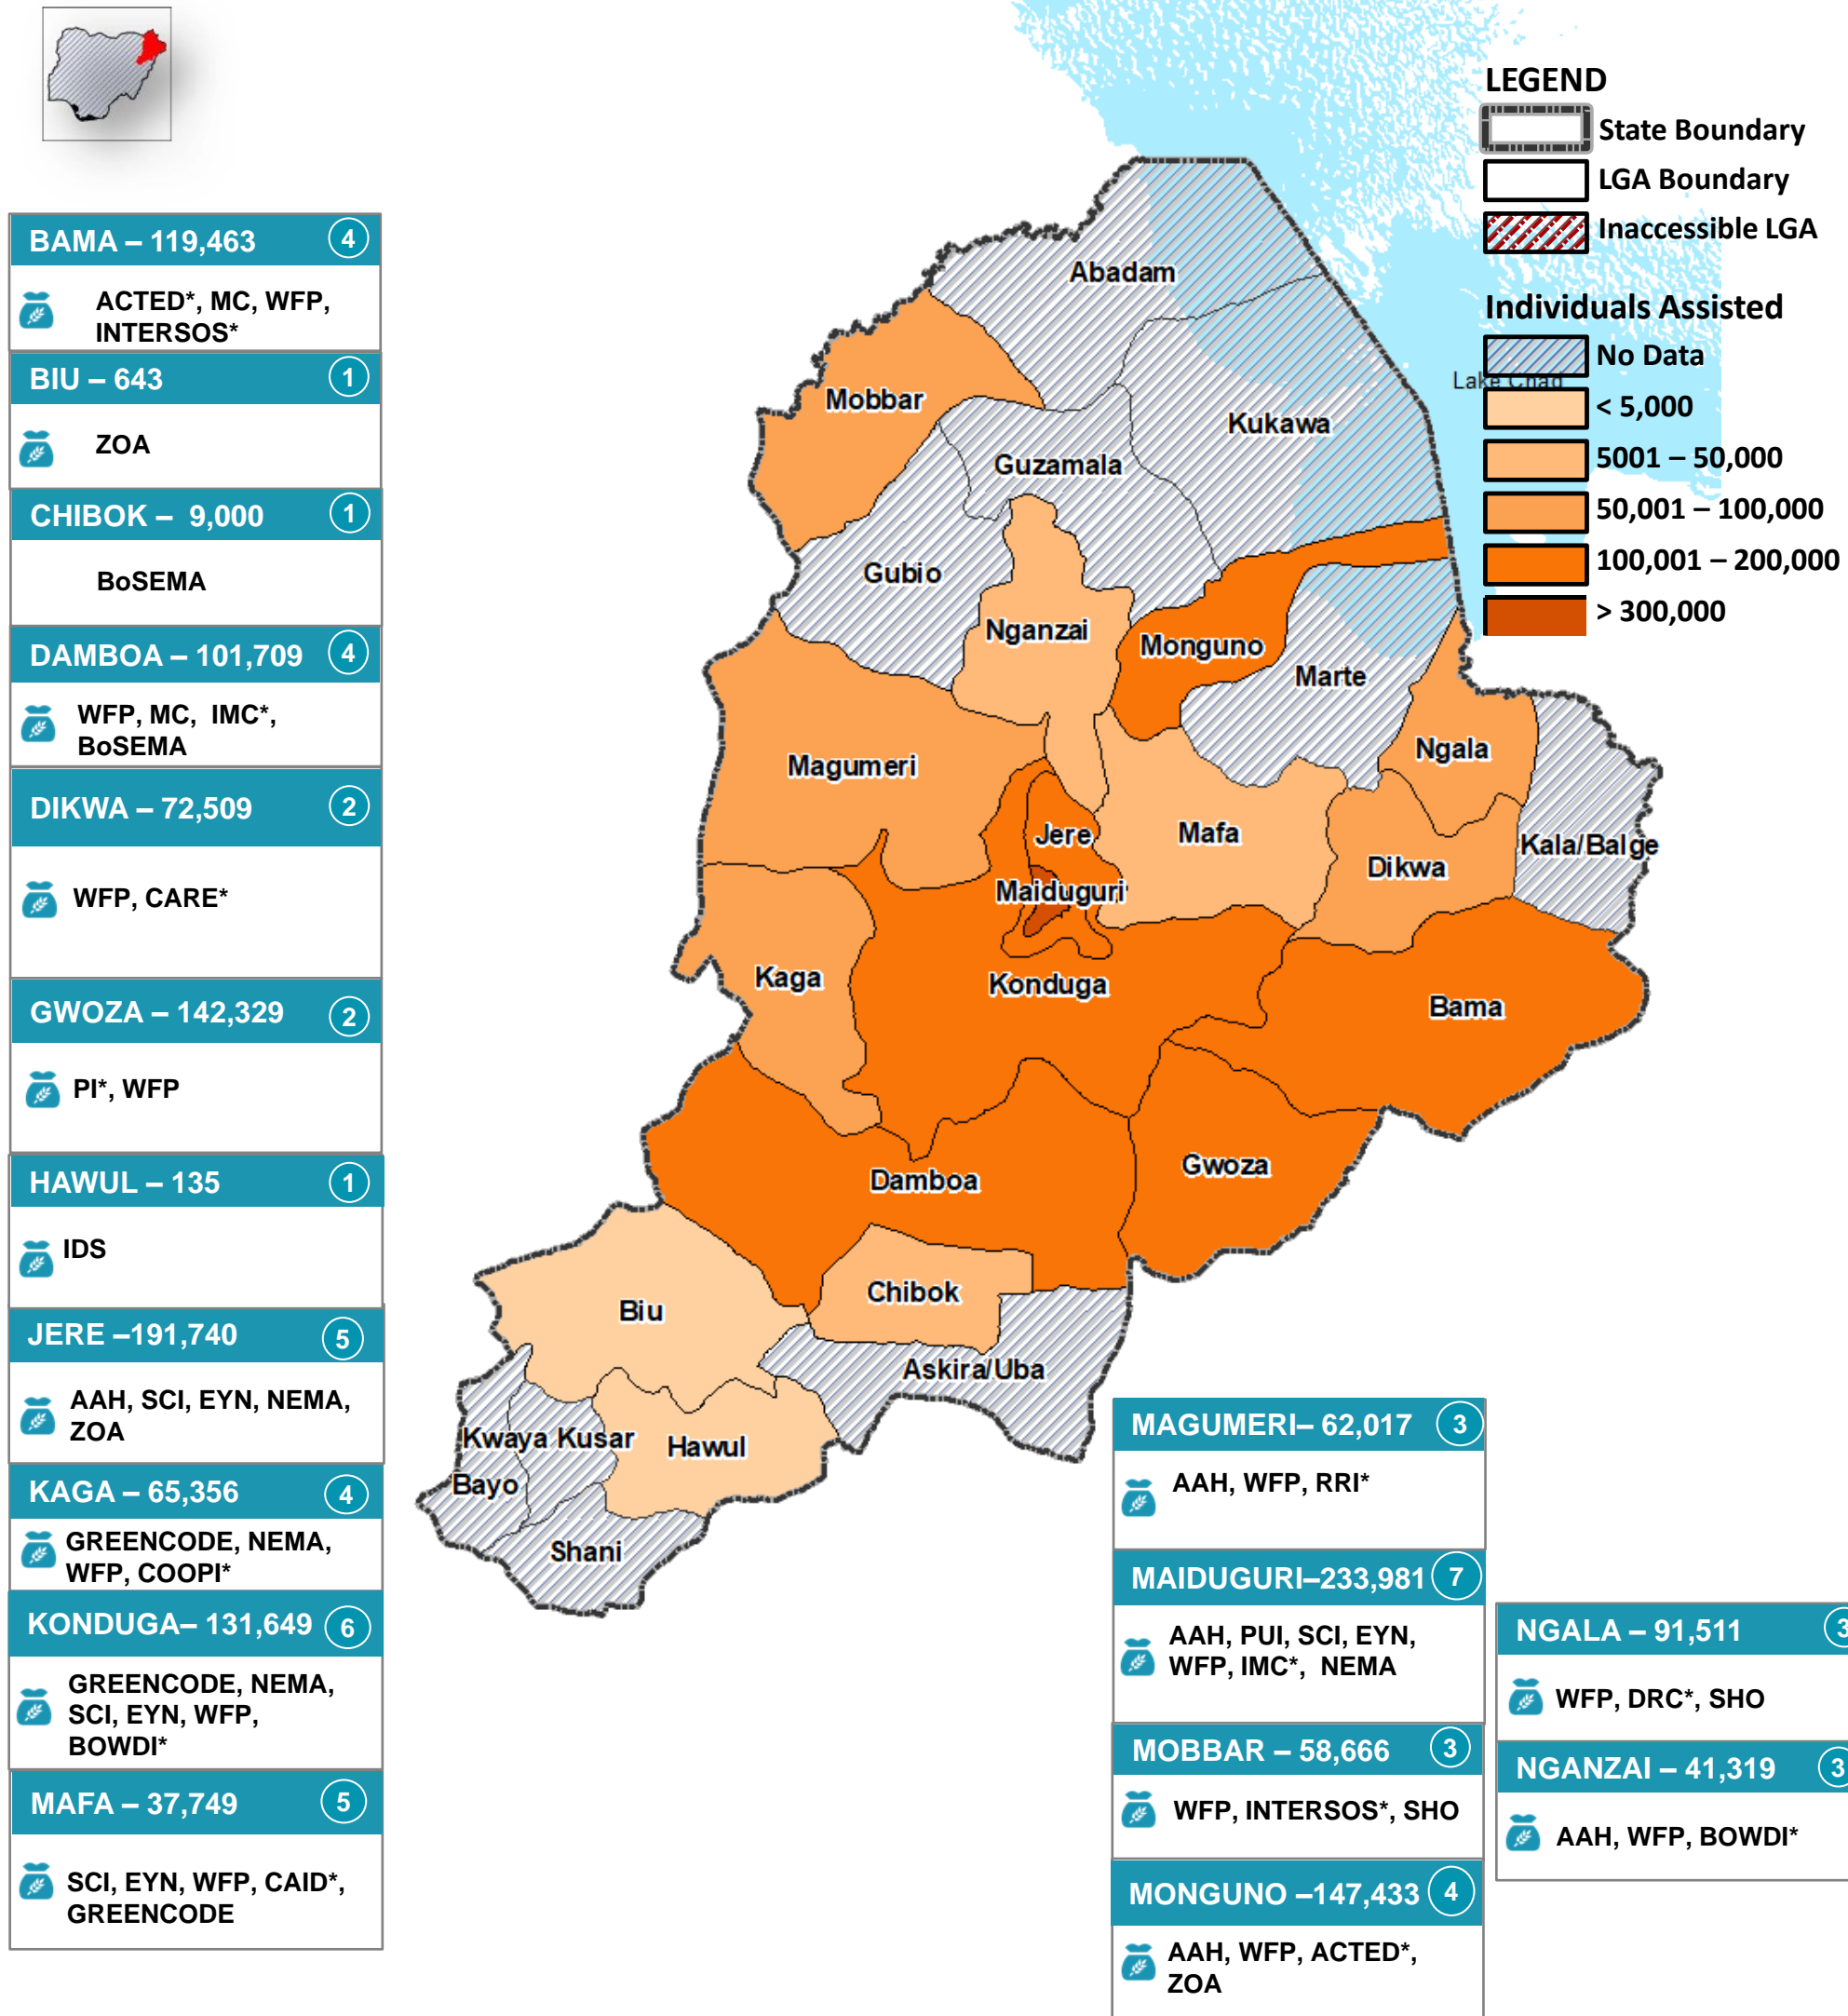 LEGEND
State Boundary
LGA Boundary
Inaccessible LGA
Individuals Assisted
No Data
Lake Chad
< 5,000
5001 – 50,000
50,001 – 100,000
100,001 – 200,000
> 300,000
BAMA – 119,463 4
ACTED*, MC, WFP,
INTERSOS*
BIU – 643 1
ZOA
CHIBOK – 9,000 1
BoSEMA
DAMBOA – 101,709 4
WFP, MC, IMC*,
BoSEMA
DIKWA – 72,509 2
WFP, CARE*
GWOZA – 142,329 2
PI*, WFP
HAWUL – 135 1
IDS
JERE –191,740 5
AAH, SCI, EYN, NEMA,
ZOA
KAGA – 65,356 4
GREENCODE, NEMA,
WFP, COOPI*
KONDUGA– 131,649 6
GREENCODE, NEMA,
SCI, EYN, WFP,
BOWDI*
MAFA – 37,749 5
SCI, EYN, WFP, CAID*,
GREENCODE
Abadam
Mobbar
Kukawa
Guzamala
Gubio
Nganzai
Monguno
Marte
Ngala
Magumeri
Jere
Mafa
Kala/Balge
Dikwa
Maiduguri
Kaga
Konduga
Bama
Gwoza
Damboa
Chibok
Biu
Askira/Uba
Kwaya Kusar
Hawul
Bayo
Shani
MAGUMERI– 62,017 3
AAH, WFP, RRI*
MAIDUGURI–233,981 7
AAH, PUI, SCI, EYN,
WFP, IMC*, NEMA
MOBBAR – 58,666 3
WFP, INTERSOS*, SHO
MONGUNO –147,433 4
AAH, WFP, ACTED*,
ZOA
NGALA – 91,511 3
WFP, DRC*, SHO
NGANZAI – 41,319 3
AAH, WFP, BOWDI*